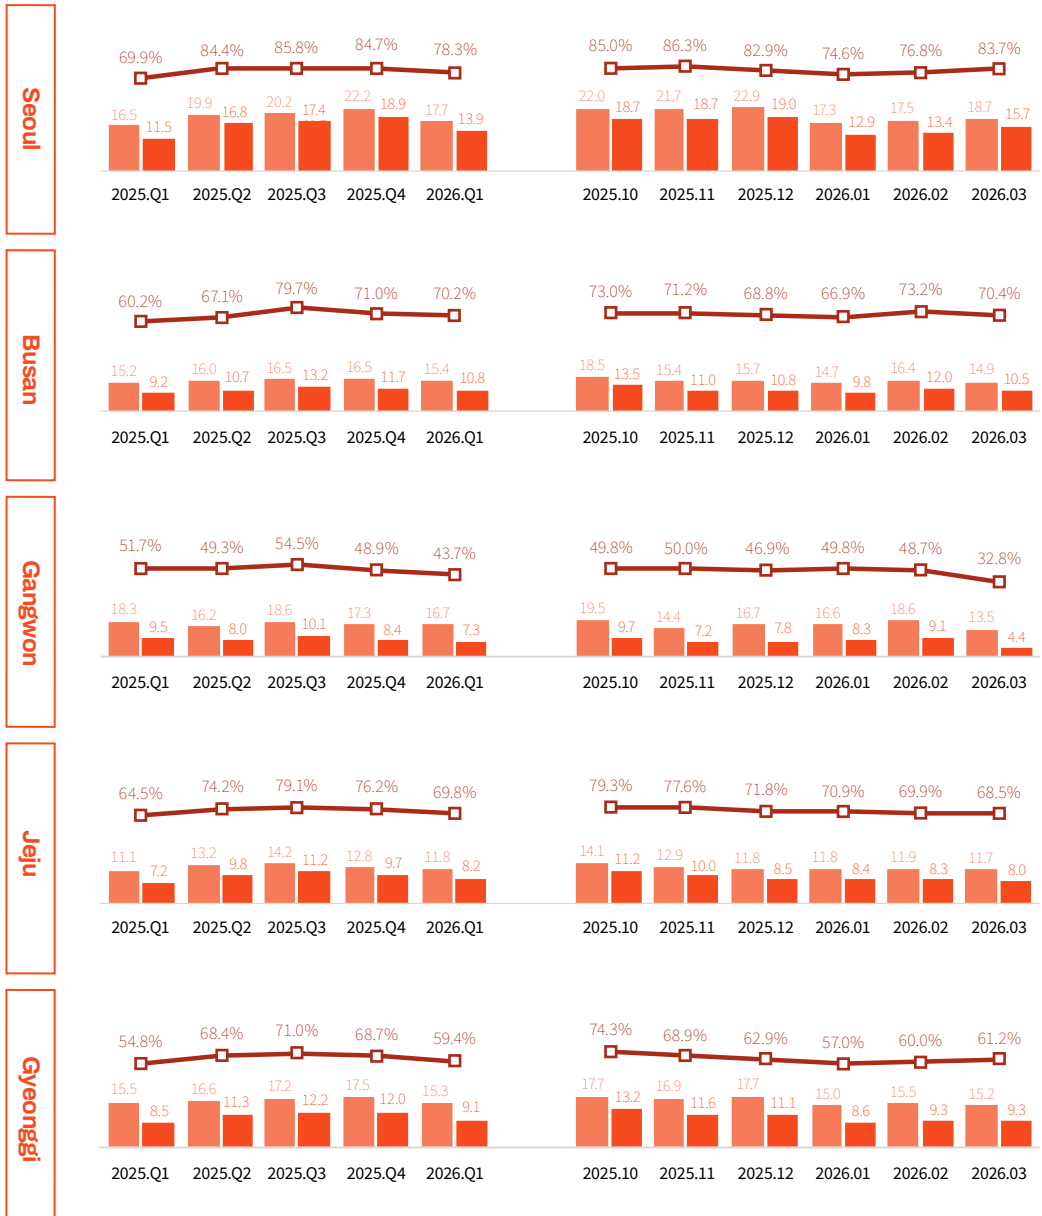 Seoul
69.9% 84.4% 85.8% 84.7% 78.3%
16.5 11.5 19.9 16.8 20.2 17.4 22.2 18.9 17.7 13.9
2025.Q1 2025.Q2 2025.Q3 2025.Q4 2026.Q1
85.0% 86.3% 82.9% 74.6% 76.8% 83.7%
22.0 18.7 21.7 18.7 22.9 19.0 17.3 12.9 17.5 13.4 18.7 15.7
2025.10 2025.11 2025.12 2026.01 2026.02 2026.03
Busan
60.2% 67.1% 79.7% 71.0% 70.2%
15.2 9.2 16.0 10.7 16.5 13.2 16.5 11.7 15.4 10.8
2025.Q1 2025.Q2 2025.Q3 2025.Q4 2026.Q1
73.0% 71.2% 68.8% 66.9% 73.2% 70.4%
18.5 13.5 15.4 11.0 15.7 10.8 14.7 9.8 16.4 12.0 14.9 10.5
2025.10 2025.11 2025.12 2026.01 2026.02 2026.03
Gangwon
51.7% 49.3% 54.5% 48.9% 43.7%
18.3 9.5 16.2 8.0 18.6 10.1 17.3 8.4 16.7 7.3
2025.Q1 2025.Q2 2025.Q3 2025.Q4 2026.Q1
49.8% 50.0% 46.9% 49.8% 48.7% 32.8%
19.5 9.7 14.4 7.2 16.7 7.8 16.6 8.3 18.6 9.1 13.5 4.4
2025.10 2025.11 2025.12 2026.01 2026.02 2026.03
Jeju
64.5% 74.2% 79.1% 76.2% 69.8%
11.1 7.2 13.2 9.8 14.2 11.2 12.8 9.7 11.8 8.2
2025.Q1 2025.Q2 2025.Q3 2025.Q4 2026.Q1
79.3% 77.6% 71.8% 70.9% 69.9% 68.5%
14.1 11.2 12.9 10.0 11.8 8.5 11.8 8.4 11.9 8.3 11.7 8.0
2025.10 2025.11 2025.12 2026.01 2026.02 2026.03
Gyeonggi
54.8% 68.4% 71.0% 68.7% 59.4%
15.5 8.5 16.6 11.3 17.2 12.2 17.5 12.0 15.3 9.1
2025.Q1 2025.Q2 2025.Q3 2025.Q4 2026.Q1
74.3% 68.9% 62.9% 57.0% 60.0% 61.2%
17.7 13.2 16.9 11.6 17.7 11.1 15.0 8.6 15.5 9.3 15.2 9.3
2025.10 2025.11 2025.12 2026.01 2026.02 2026.03